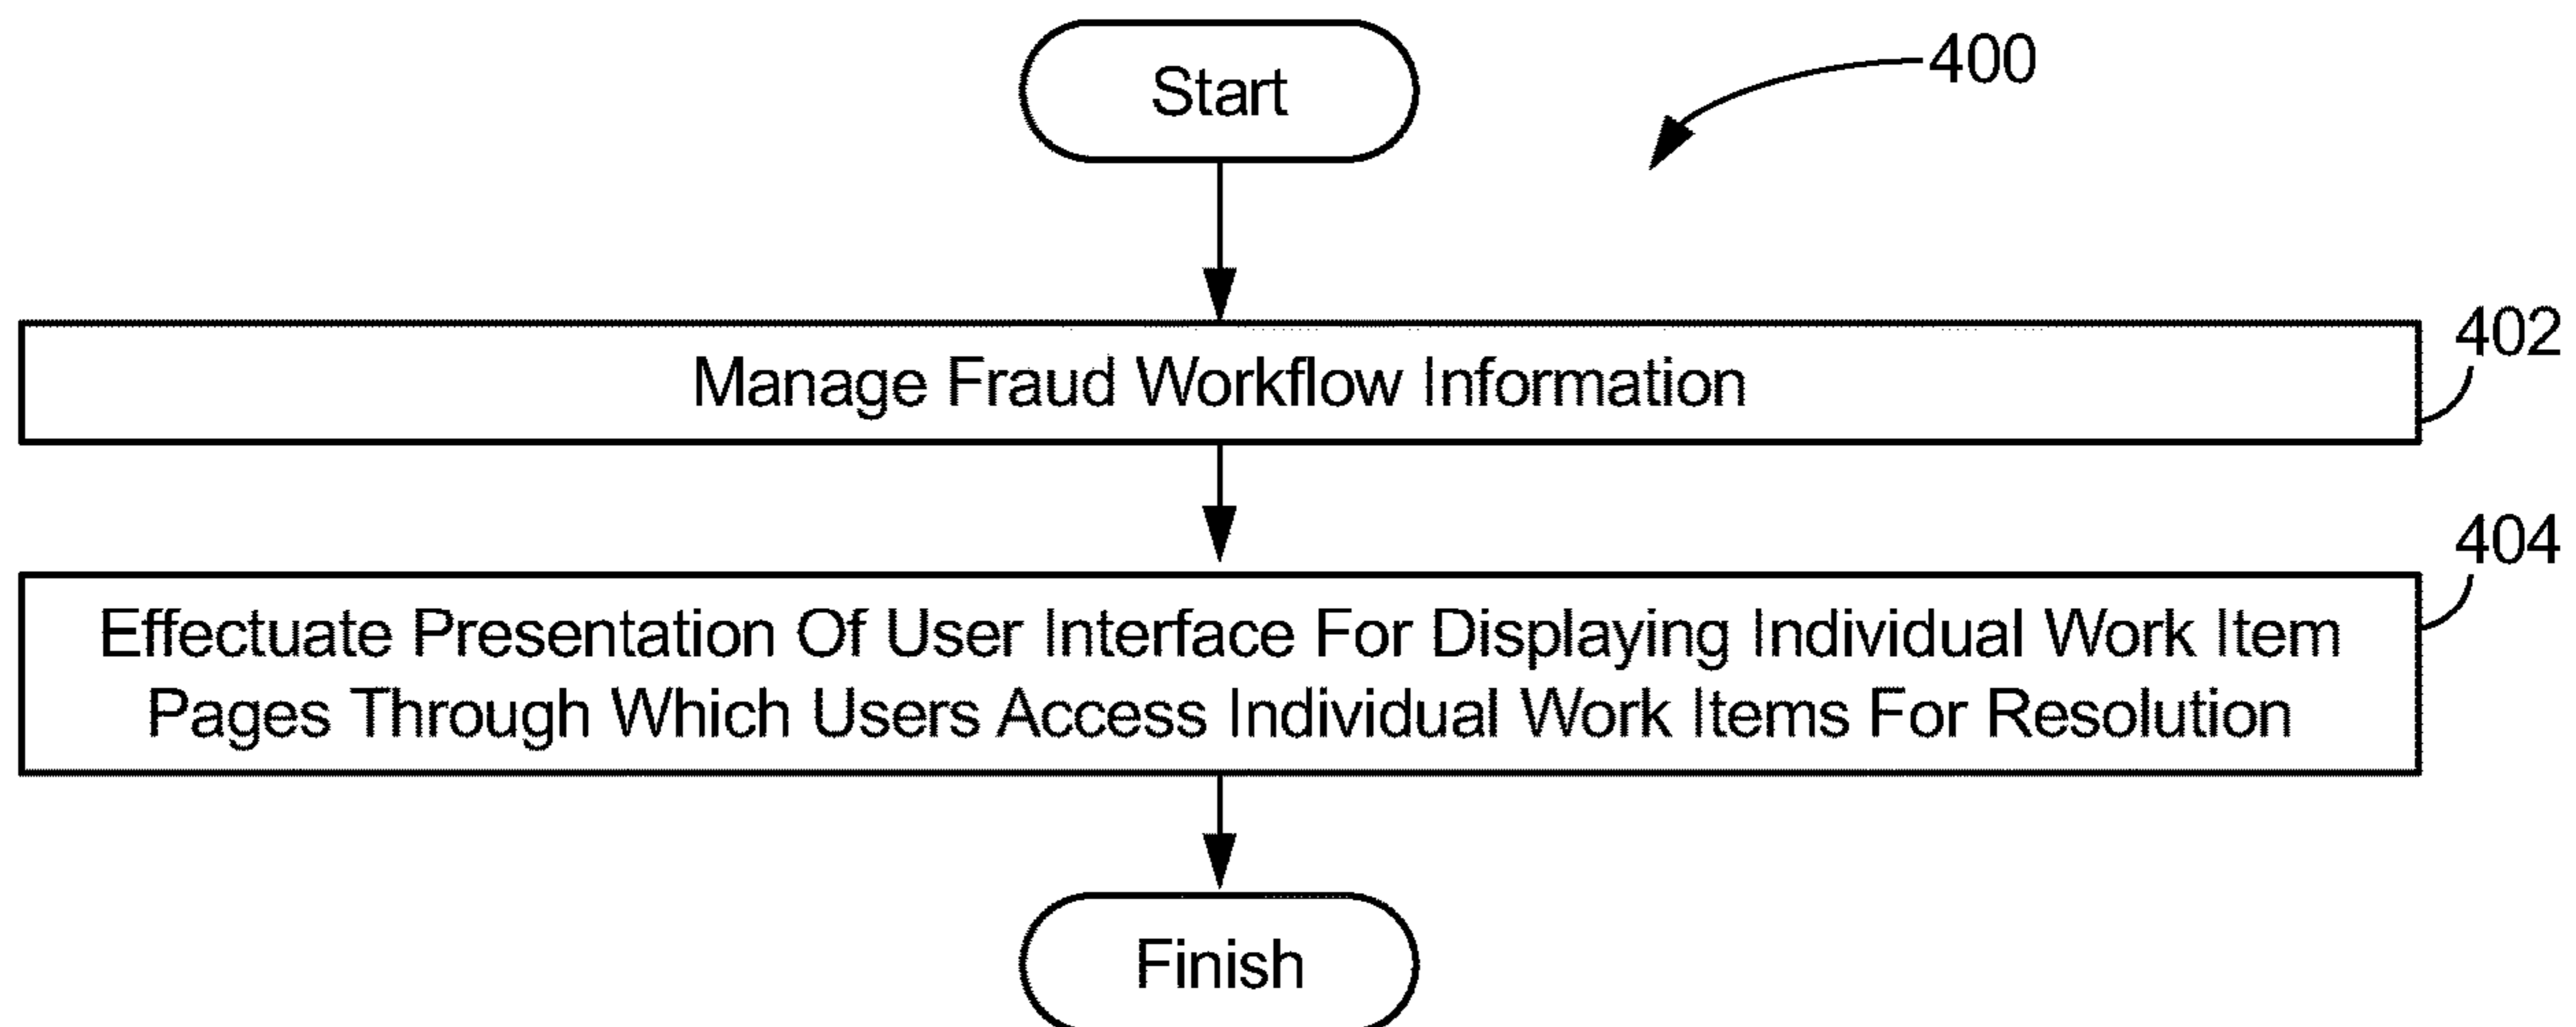 Start
400
Manage Fraud Workflow Information
402
404
Effectuate Presentation Of User Interface For Displaying Individual Work Item
Pages Through Which Users Access Individual Work Items For Resolution
Finish